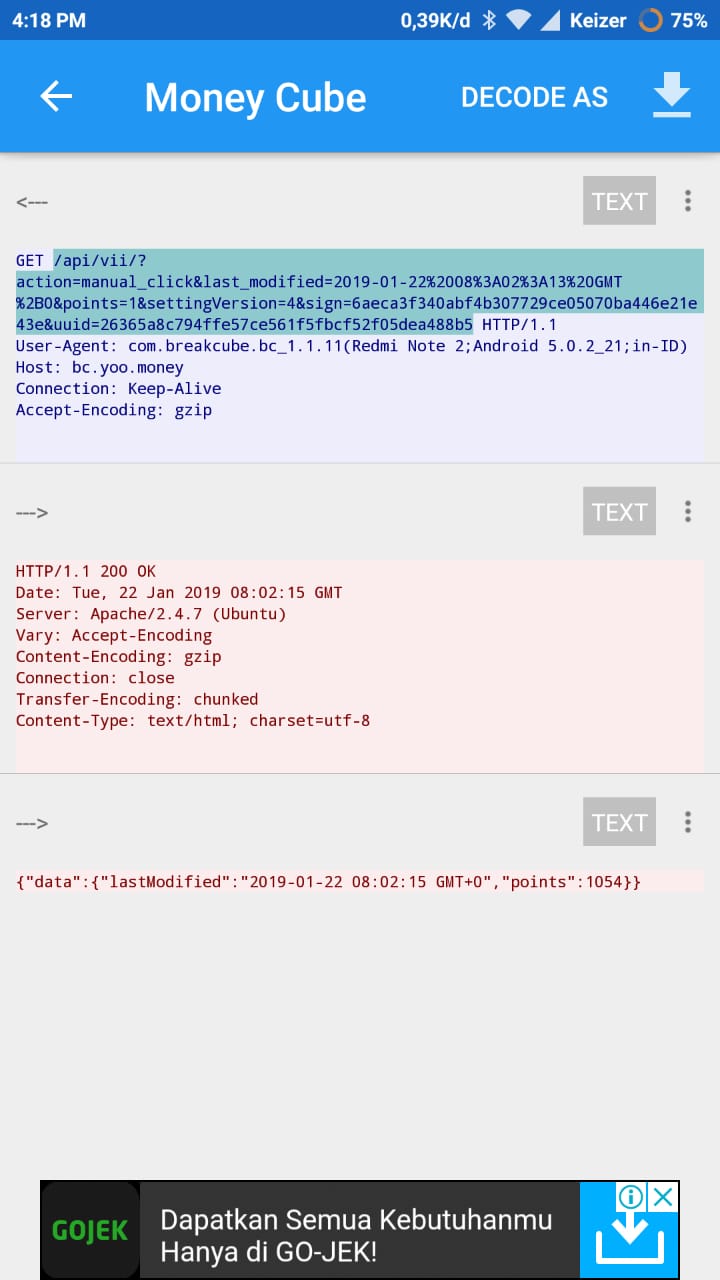 4:18 PM 0,39K/d Keizer 75%
Money Cube DECODE AS
<--- TEXT
GET /api/vii/?
action=manual_click&last_modified=2019-01-22%2008%3A02%3A13%20GMT
%2B0&points=1&settingVersion=4&sign=6aeca3f340abf4b307729ce05070ba446e21e
43e&uuid=26365a8c794ffe57ce561f5fbcf52f05dea488b5 HTTP/1.1
User-Agent: com.breakcube.bc_1.1.11(Redmi Note 2;Android 5.0.2_21;in-ID)
Host: bc.yoo.money
Connection: Keep-Alive
Accept-Encoding: gzip
---> TEXT
HTTP/1.1 200 OK
Date: Tue, 22 Jan 2019 08:02:15 GMT
Server: Apache/2.4.7 (Ubuntu)
Vary: Accept-Encoding
Content-Encoding: gzip
Connection: close
Transfer-Encoding: chunked
Content-Type: text/html; charset=utf-8
---> TEXT
{"data":{"lastModified":"2019-01-22 08:02:15 GMT+0","points":1054}}
GOJEK
Dapatkan Semua Kebutuhanmu
Hanya di GO-JEK!